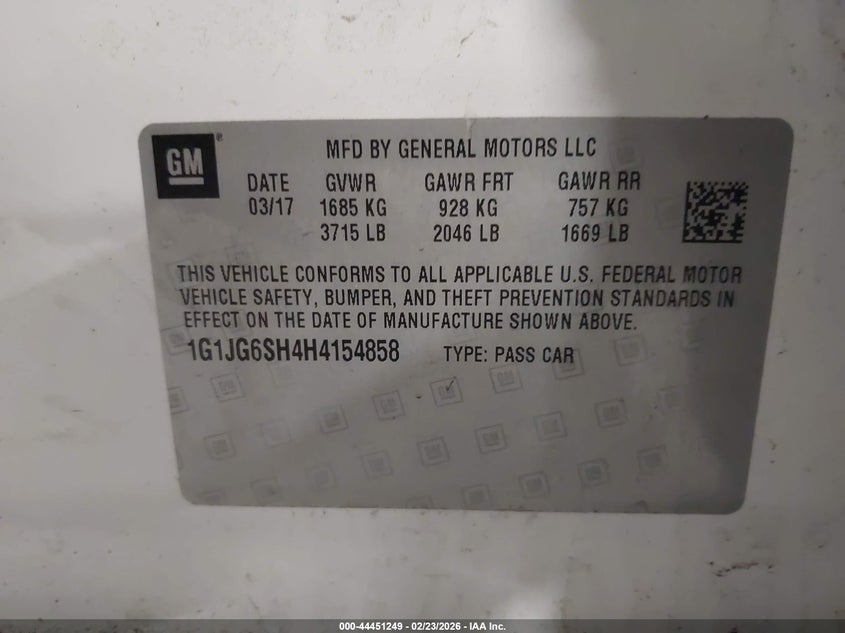 GM®
MFD BY GENERAL MOTORS LLC
DATE GVWR GAWR FRT GAWR RR
03/17 1685 KG 928 KG 757 KG
3715 LB 2046 LB 1669 LB
THIS VEHICLE CONFORMS TO ALL APPLICABLE U.S. FEDERAL MOTOR
VEHICLE SAFETY, BUMPER, AND THEFT PREVENTION STANDARDS IN
EFFECT ON THE DATE OF MANUFACTURE SHOWN ABOVE.
1G1JG6SH4H4154858 TYPE: PASS CAR
000-44451249 - 02/23/2026 - IAA Inc.